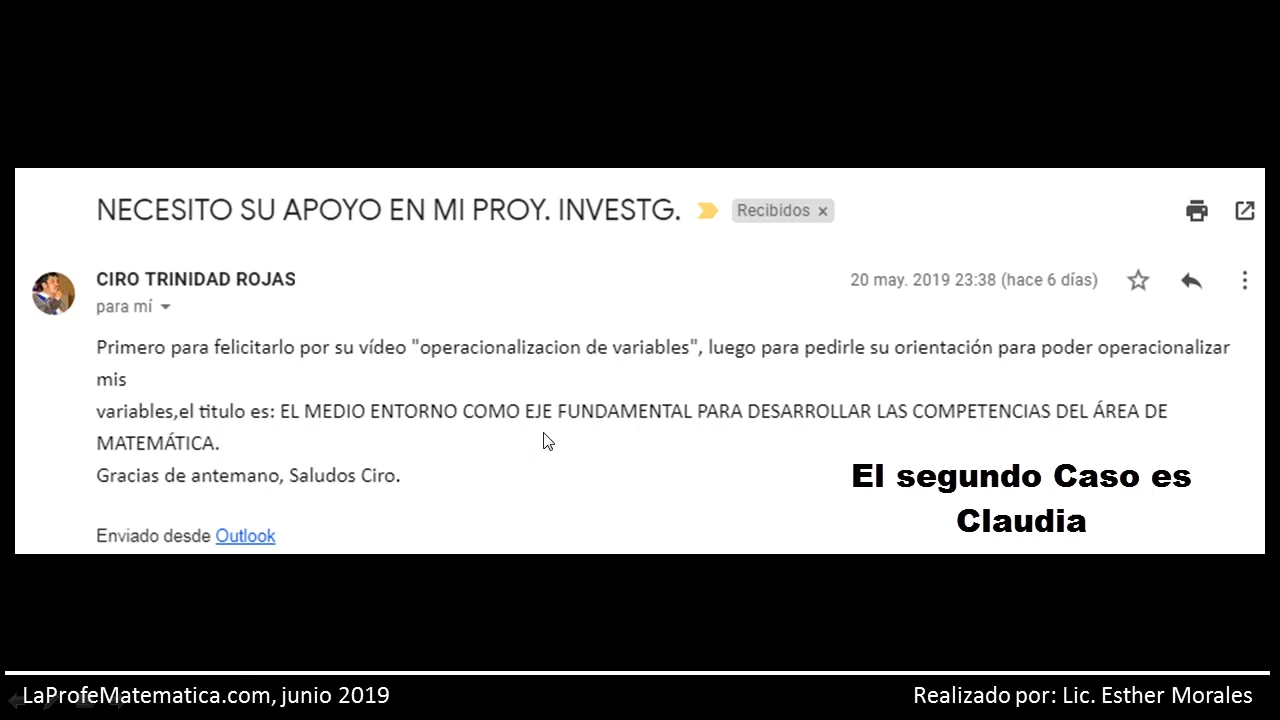 NECESITO SU APOYO EN MI PROY. INVESTG.
Recibidos x
CIRO TRINIDAD ROJAS
20 may. 2019 23:38 (hace 6 días)
para mí
Primero para felicitarlo por su vídeo "operacionalizacion de variables", luego para pedirle su orientación para poder operacionalizar
mis
variables,el titulo es: EL MEDIO ENTORNO COMO EJE FUNDAMENTAL PARA DESARROLLAR LAS COMPETENCIAS DEL ÁREA DE
MATEMÁTICA.
Gracias de antemano, Saludos Ciro.
El segundo Caso es
Claudia
Enviado desde Outlook
LaProfeMatematica.com, junio 2019
Realizado por: Lic. Esther Morales